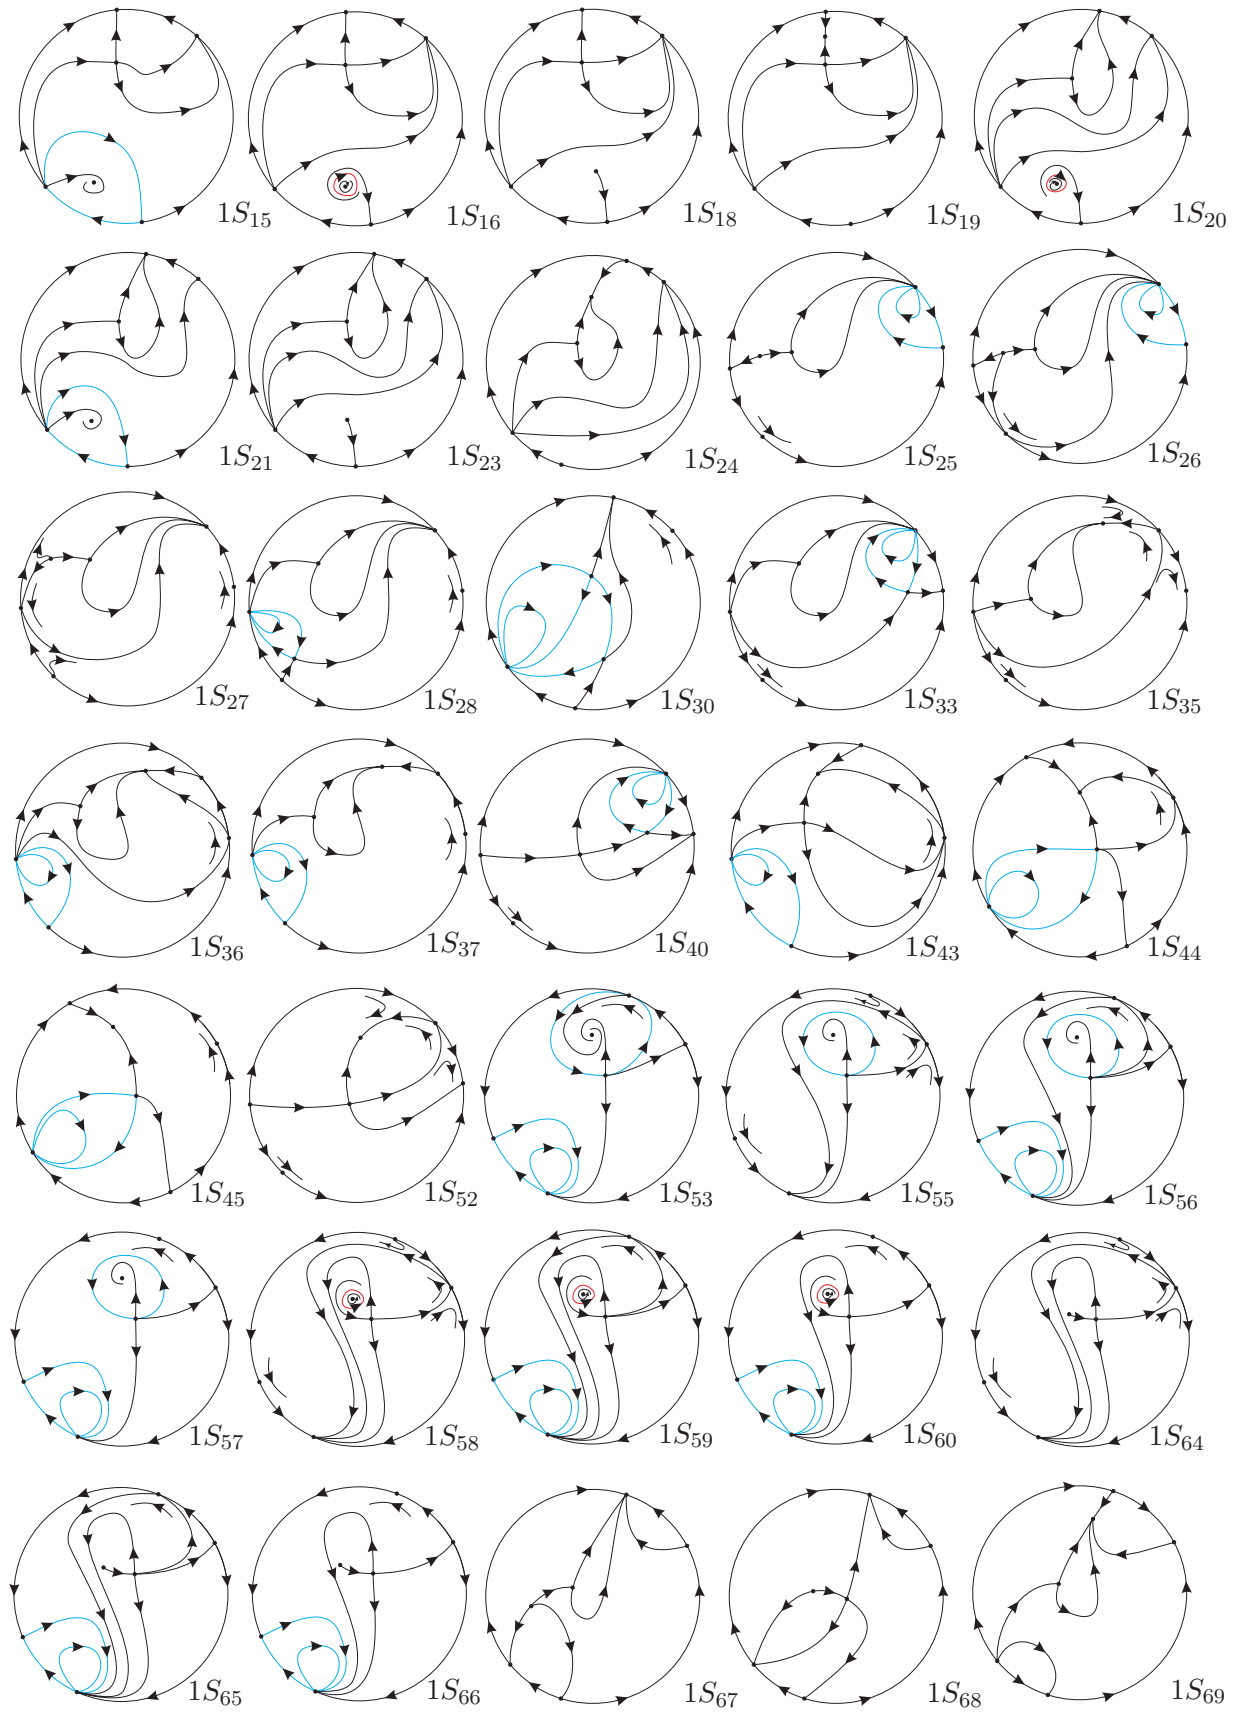 1S₁₅ 1S₁₆ 1S₁₈ 1S₁₉ 1S₂₀
1S₂₁ 1S₂₃ 1S₂₄ 1S₂₅ 1S₂₆
1S₂₇ 1S₂₈ 1S₃₀ 1S₃₃ 1S₃₅
1S₃₆ 1S₃₇ 1S₄₀ 1S₄₃ 1S₄₄
1S₄₅ 1S₅₂ 1S₅₃ 1S₅₅ 1S₅₆
1S₅₇ 1S₅₈ 1S₅₉ 1S₆₀ 1S₆₄
1S₆₅ 1S₆₆ 1S₆₇ 1S₆₈ 1S₆₉